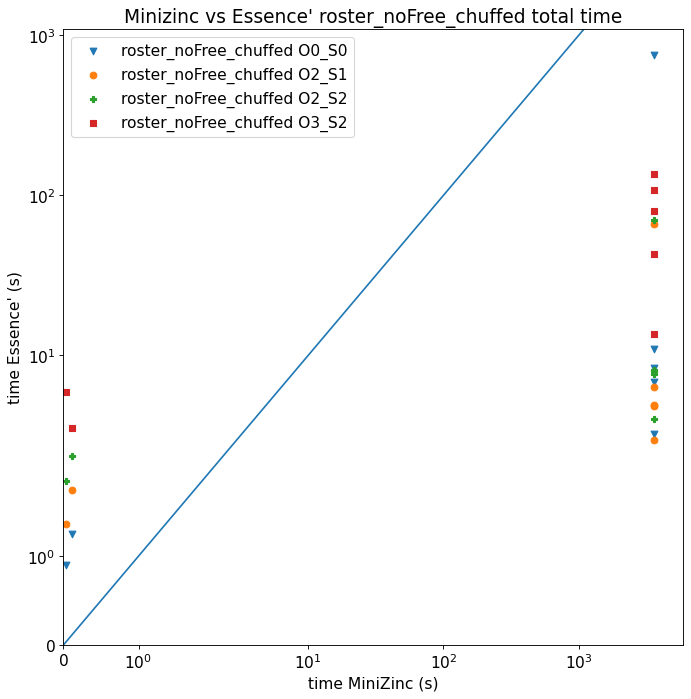 Minizinc vs Essence' roster_noFree_chuffed total time
roster_noFree_chuffed O0_S0
roster_noFree_chuffed O2_S1
roster_noFree_chuffed O2_S2
roster_noFree_chuffed O3_S2
10³
10²
10¹
10⁰
0
time Essence' (s)
0 10⁰ 10¹ 10² 10³
time MiniZinc (s)